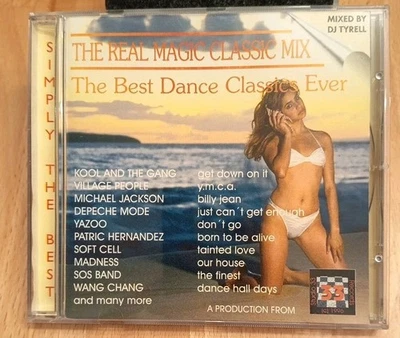 SIMPLY THE BEST
MIXED BY
DJ TYRELL
THE REAL MAGIC CLASSIC MIX
The Best Dance Classics Ever
KOOL AND THE GANG get down on it
VILLAGE PEOPLE y.m.c.a.
MICHAEL JACKSON billy jean
DEPECHE MODE just can´t get enough
YAZOO don´t go
PATRIC HERNANDEZ born to be alive
SOFT CELL tainted love
MADNESS our house
SOS BAND the finest
WANG CHANG dance hall days
and many more
A PRODUCTION FROM